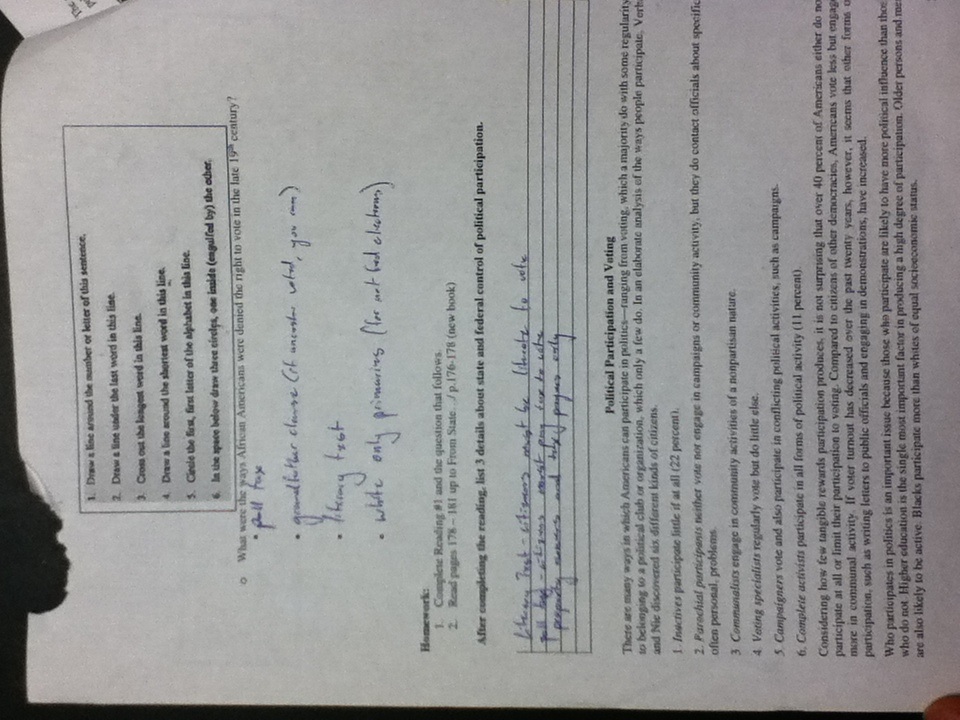 The
1. Draw a line around the number or letter of this sentence.
2. Draw a line under the last word in this line.
3. Cross out the longest word in this line.
4. Draw a line around the shortest word in this line.
5. Circle the first, first letter of the alphabet in this line.
6. In the space below draw three circles, one inside (engulfed by) the other.
o What were the ways African Americans were denied the right to vote in the late 19th century?
• poll tax
• grandfather clause (if ancestor voted, you can)
• literacy test
• white only primaries (for not fed elections)
Homework:
1. Complete Reading #1 and the question that follows.
2. Read pages 178 – 181 up to From State.../ p.176-178 (new book)
After completing the reading, list 3 details about state and federal control of political participation.
Literacy Test - citizens must be literate to vote
poll tax - citizens must pay tax to vote
property owners and tax payers only
Political Participation and Voting
There are many ways in which Americans can participate in politics—ranging from voting, which a majority do with some regularity
to belonging to a political club or organization, which only a few do. In an elaborate analysis of the ways people participate, Verb
and Nie discovered six different kinds of citizens.
1. Inactives participate little if at all (22 percent).
2. Parochial participants neither vote nor engage in campaigns or community activity, but they do contact officials about specific
often personal, problems.
3 Communalists engage in community activities of a nonpartisan nature.
4. Voting specialists regularly vote but do little else.
5. Campaigners vote and also participate in conflicting political activities, such as campaigns.
6. Complete activists participate in all forms of political activity (11 percent).
Considering how few tangible rewards participation produces, it is not surprising that over 40 percent of Americans either do no
participate at all or limit their participation to voting. Compared to citizens of other democracies, Americans vote less but engag
more in communal activity. If voter turnout has decreased over the past twenty years, however, it seems that other forms o
participation, such as writing letters to public officials and engaging in demonstrations, have increased.
Who participates in politics is an important issue because those who participate are likely to have more political influence than thos
who do not. Higher education is the single most important factor in producing a high degree of participation. Older persons and me
are also likely to be active. Blacks participate more than whites of equal socioeconomic status.